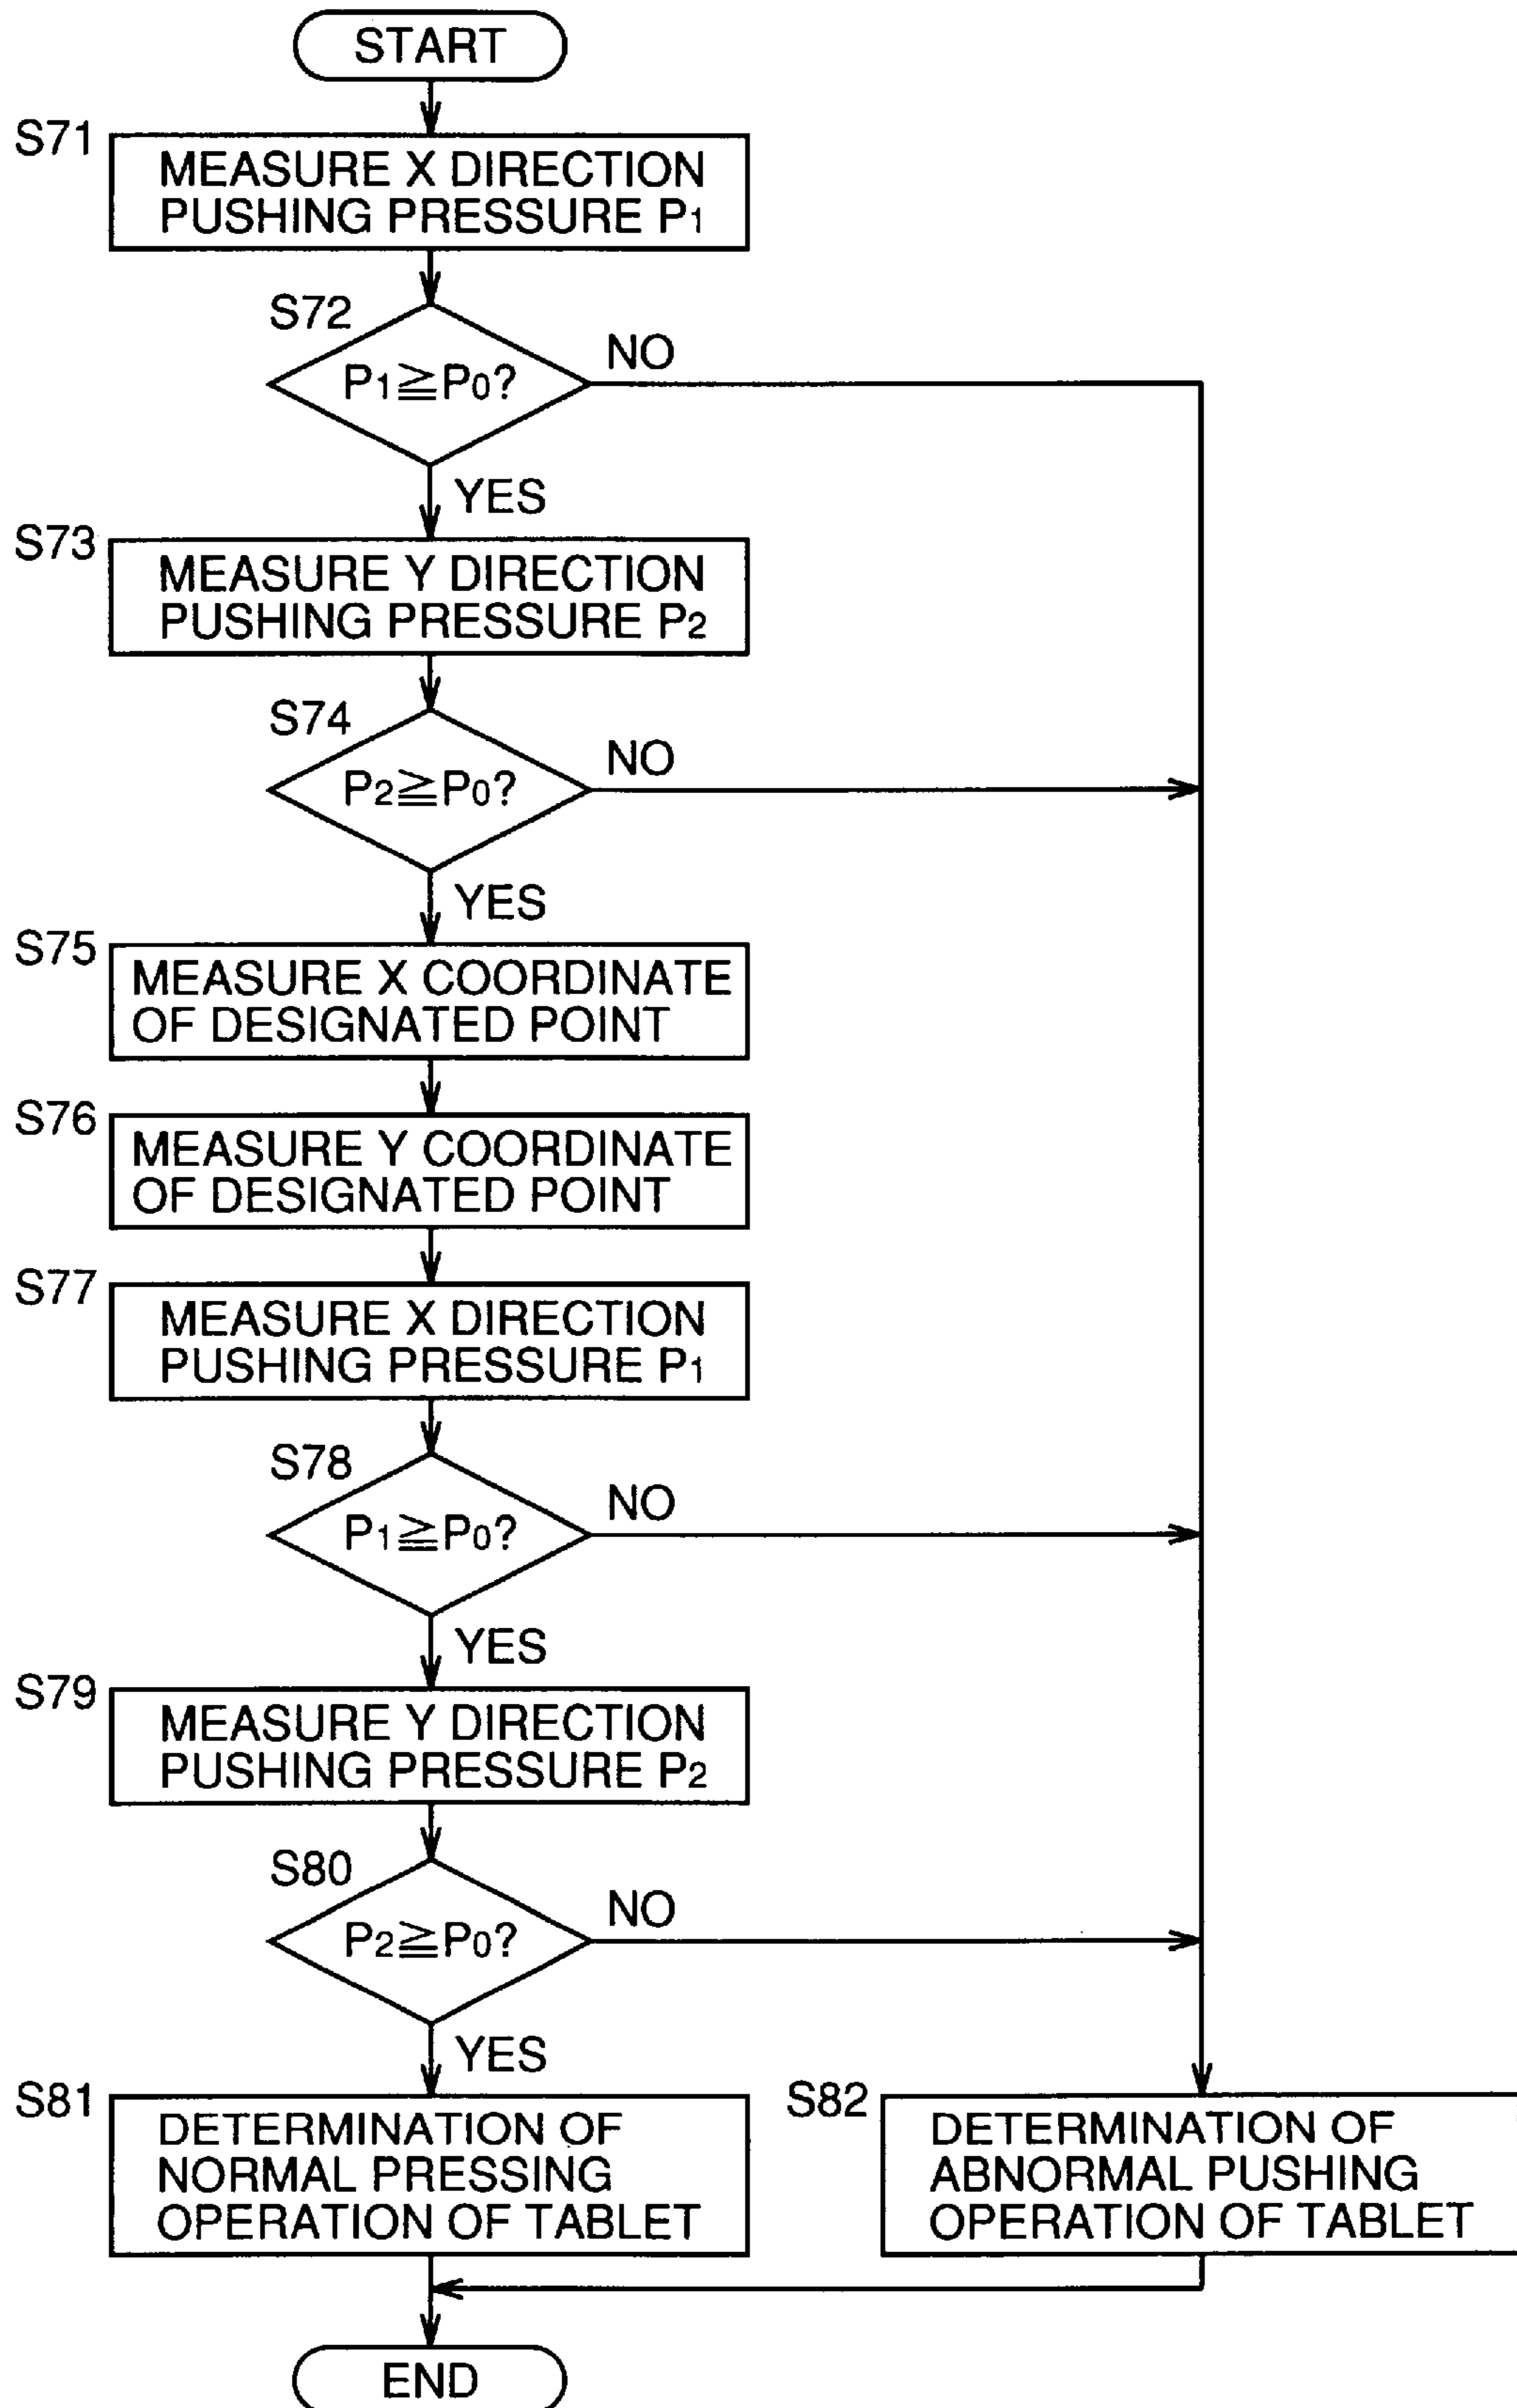 START
S71
MEASURE X DIRECTION
PUSHING PRESSURE P1
S72
P1≧P0?
NO
YES
S73
MEASURE Y DIRECTION
PUSHING PRESSURE P2
S74
P2≧P0?
NO
YES
S75
MEASURE X COORDINATE
OF DESIGNATED POINT
S76
MEASURE Y COORDINATE
OF DESIGNATED POINT
S77
MEASURE X DIRECTION
PUSHING PRESSURE P1
S78
P1≧P0?
NO
YES
S79
MEASURE Y DIRECTION
PUSHING PRESSURE P2
S80
P2≧P0?
NO
YES
S81
DETERMINATION OF
NORMAL PRESSING
OPERATION OF TABLET
S82
DETERMINATION OF
ABNORMAL PUSHING
OPERATION OF TABLET
END